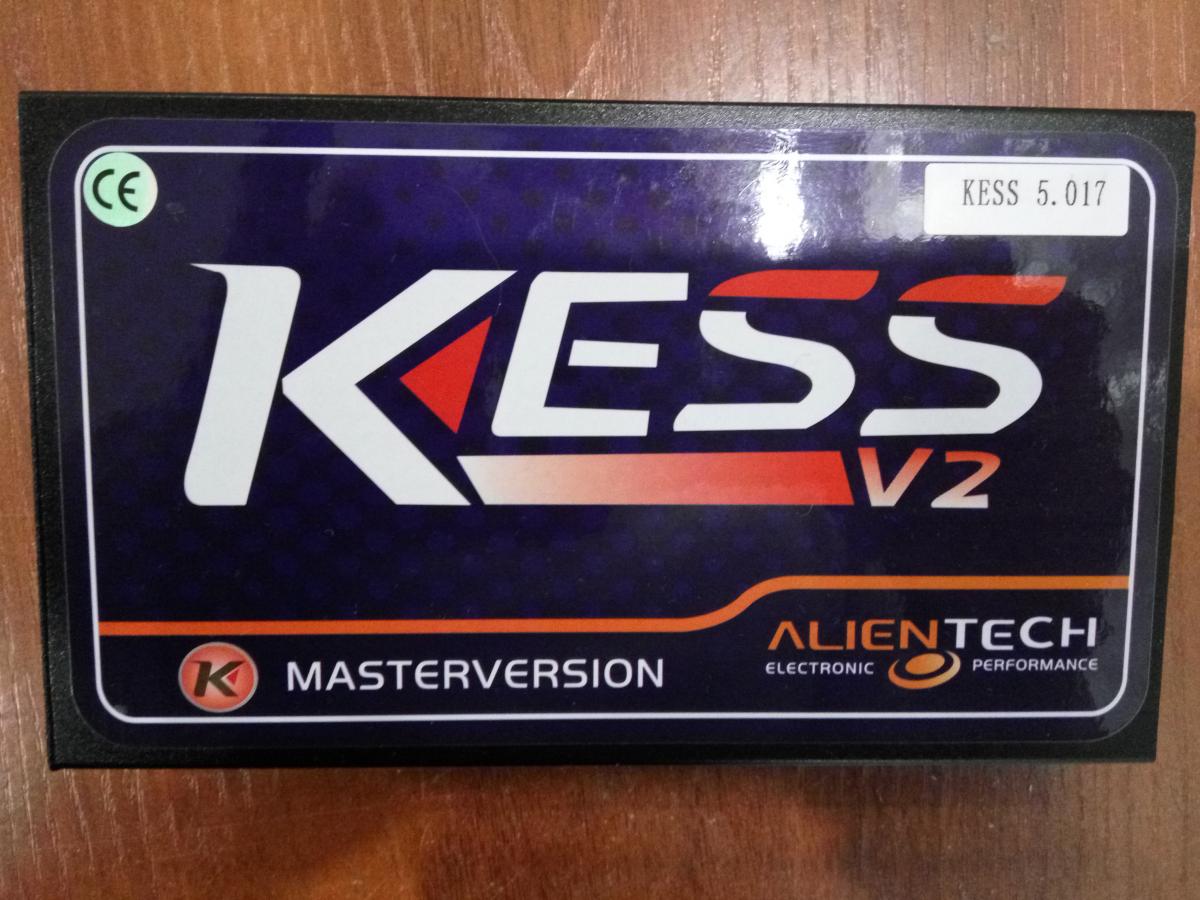 CE
KESS 5.017
KESS
V2
K MASTERVERSION
ALIENTECH
ELECTRONIC PERFORMANCE